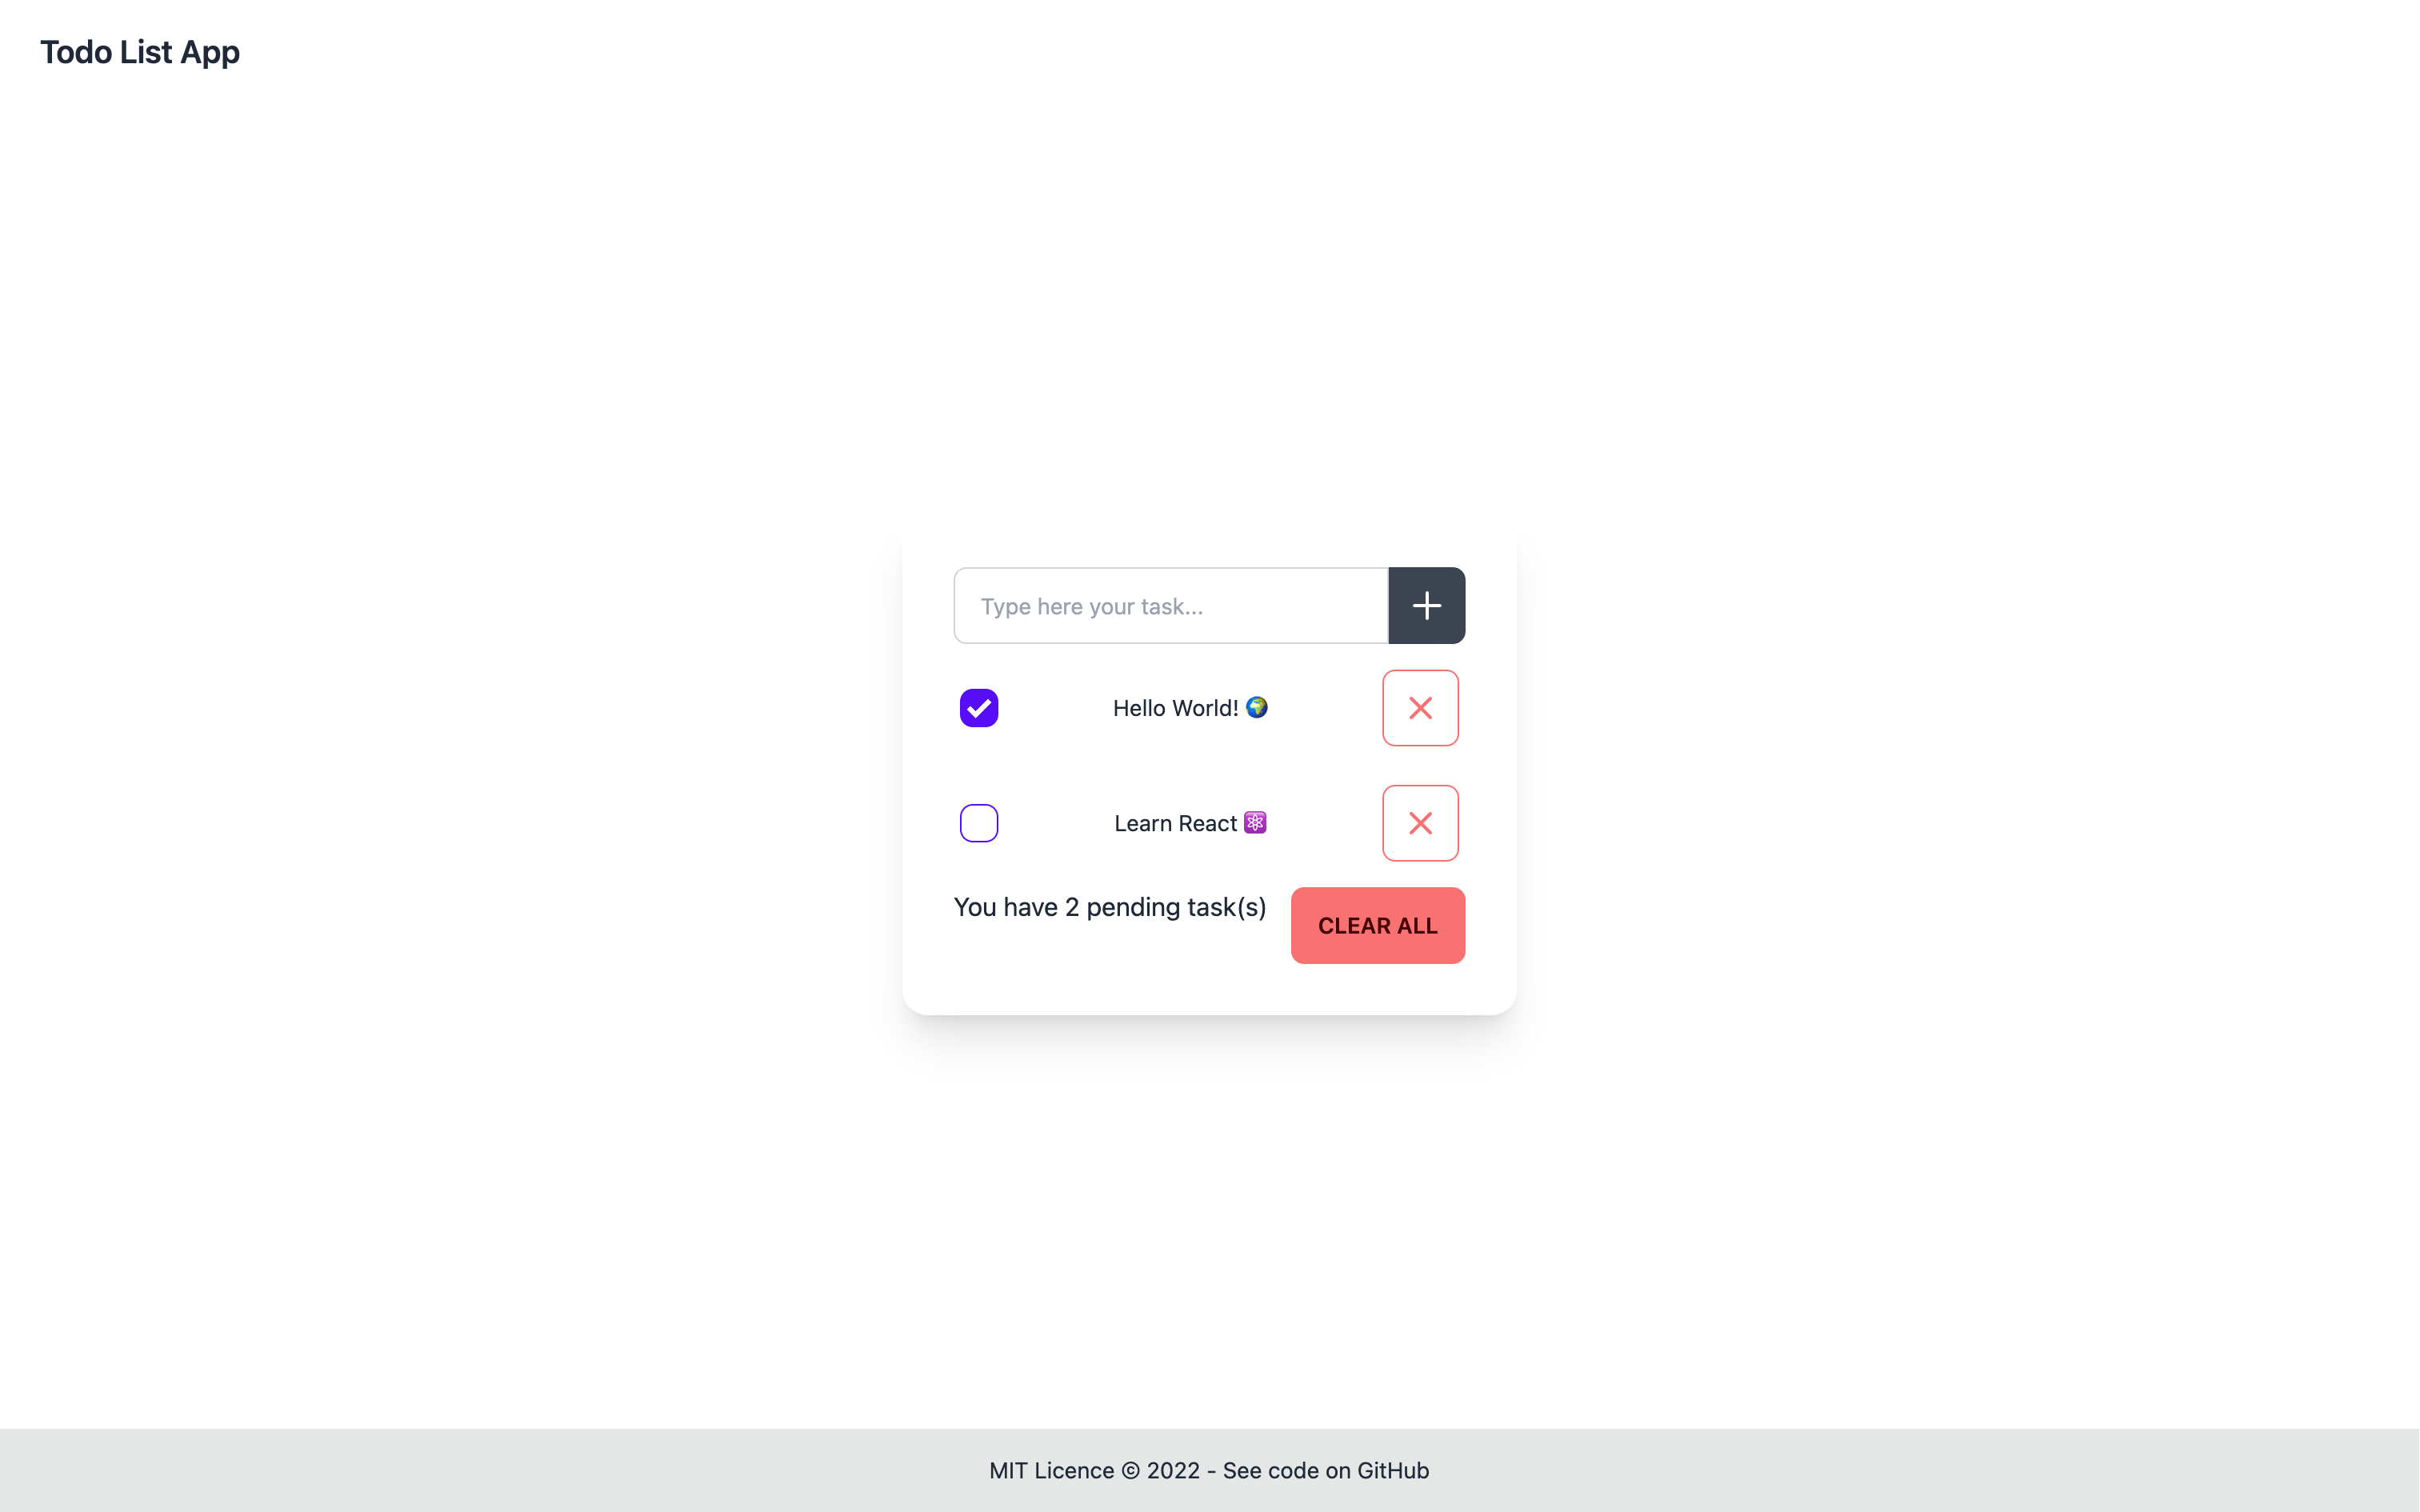 Todo List App
Type here your task...
Hello World! 🌍
Learn React ⚛️
You have 2 pending task(s)
CLEAR ALL
MIT Licence © 2022 - See code on GitHub